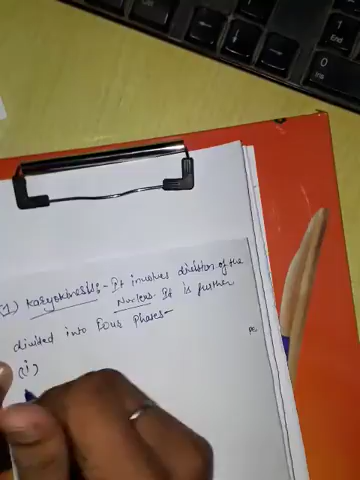 (1) Karyokinesis:- It involves division of the
Nucleus. It is further
divided into Four Phases-
(i)